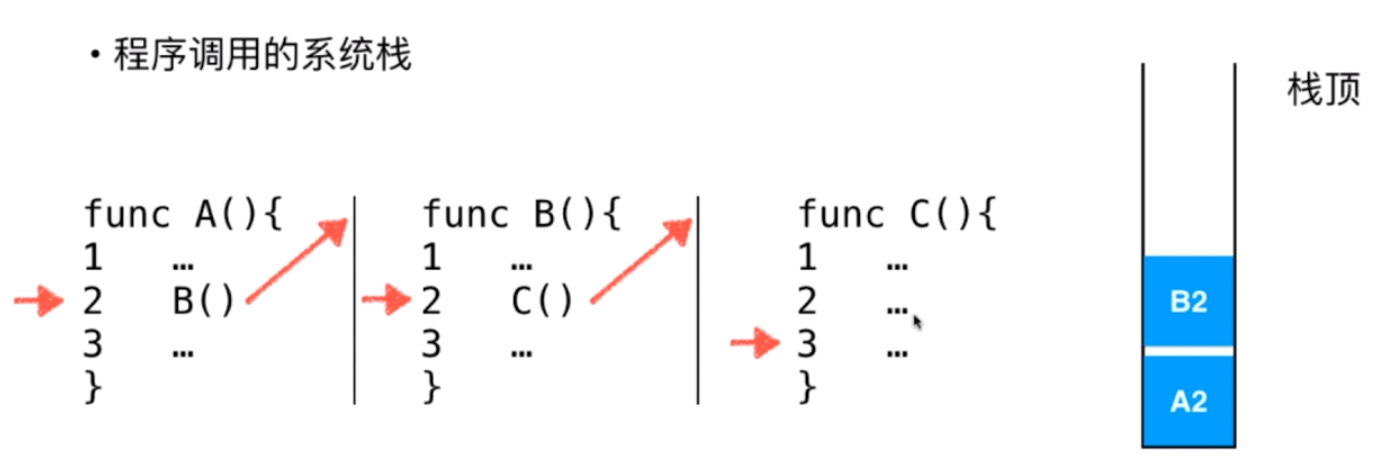 • 程序调用的系统栈
栈顶
func A(){
1 …
2 B()
3 …
}
func B(){
1 …
2 C()
3 …
}
func C(){
1 …
2 …
3 …
}
B2
A2